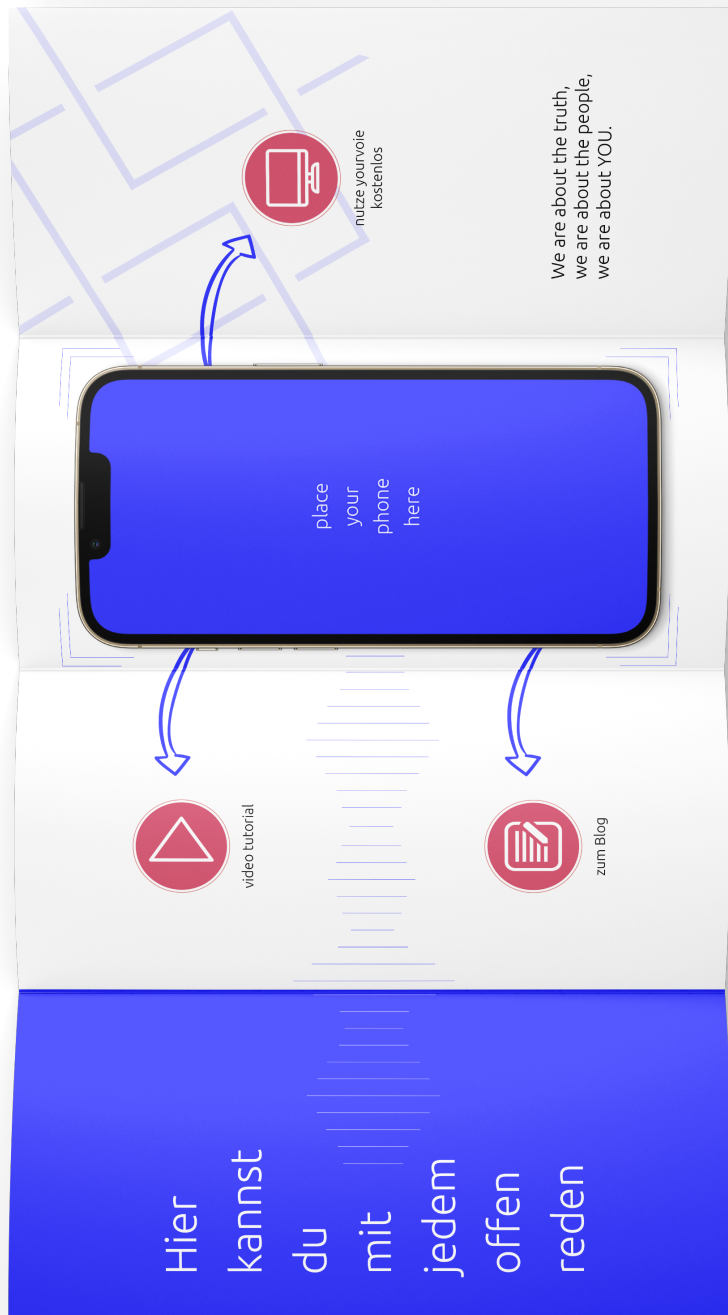 Hier
kannst
du
mit
jedem
offen
reden
video tutorial
zum Blog
place
your
phone
here
nutze yourvoie
kostenlos
We are about the truth,
we are about the people,
we are about YOU.